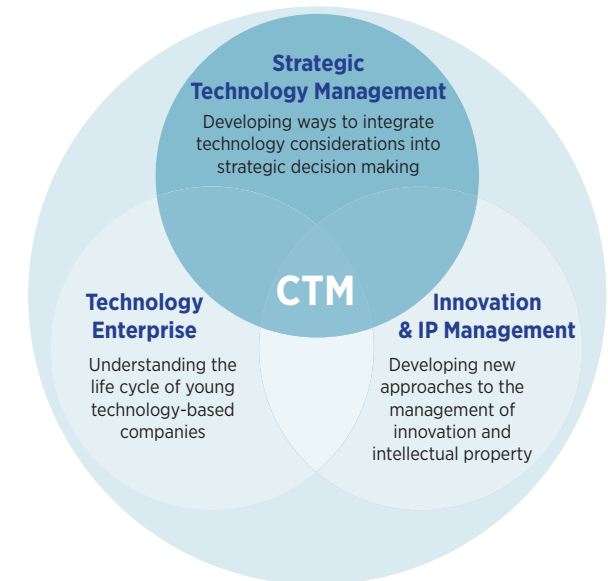 Strategic
Technology Management
Developing ways to integrate
technology considerations into
strategic decision making
CTM
Technology
Enterprise
Understanding the
life cycle of young
technology-based
companies
Innovation
& IP Management
Developing new
approaches to the
management of
innovation and
intellectual property